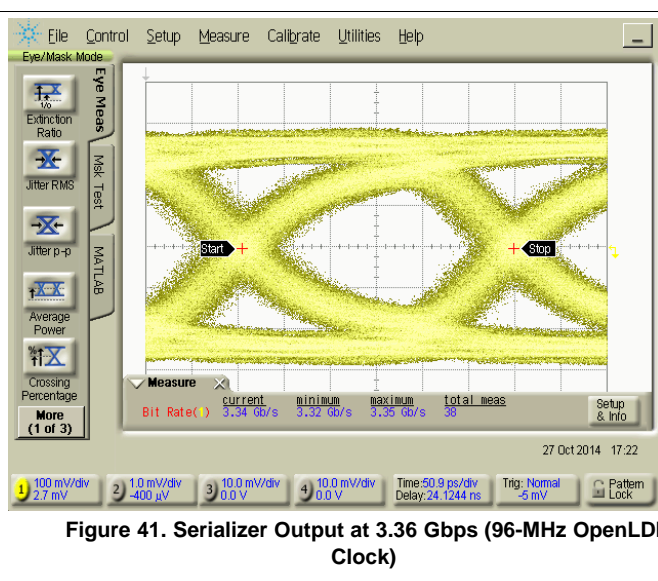 File Control Setup Measure Calibrate Utilities Help
Eye/Mask Mode
Extinction
Ratio
Jitter RMS
Jitter p-p
Average
Power
Crossing
Percentage
More
(1 of 3)
Eye Meas
Msk Test
MATLAB
Start
Stop
Measure
current minimum maximum total meas
Bit Rate(1) 3.34 Gb/s 3.32 Gb/s 3.35 Gb/s 38
Setup
& Info
27 Oct 2014 17:22
1 100 mV/div
2.7 mV
2 1.0 mV/div
-400 µV
3 10.0 mV/div
0.0 V
4 10.0 mV/div
0.0 V
Time:50.9 ps/div
Delay:24.1244 ns
Trig: Normal
-5 mV
Pattern
Lock
Figure 41. Serializer Output at 3.36 Gbps (96-MHz OpenLDI
Clock)